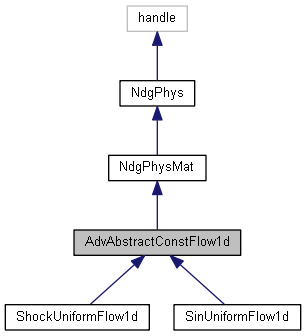 handle
NdgPhys
NdgPhysMat
AdvAbstractConstFlow1d
ShockUniformFlow1d
SinUniformFlow1d